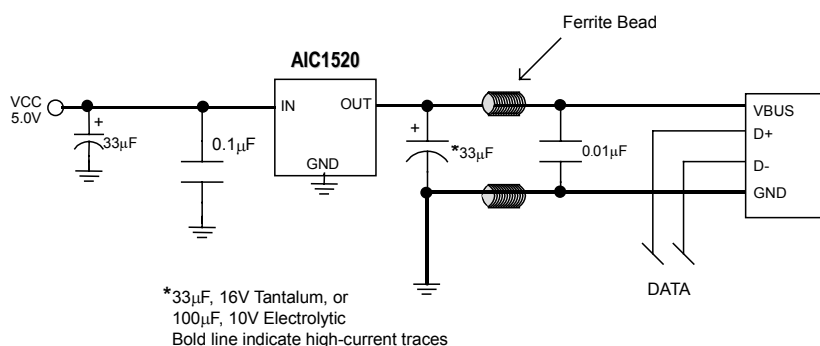 Ferrite Bead
AIC1520
VCC
5.0V
IN
OUT
GND
+
33µF
0.1µF
+
*33µF
0.01µF
VBUS
D+
D-
GND
DATA
*33µF, 16V Tantalum, or
100µF, 10V Electrolytic
Bold line indicate high-current traces